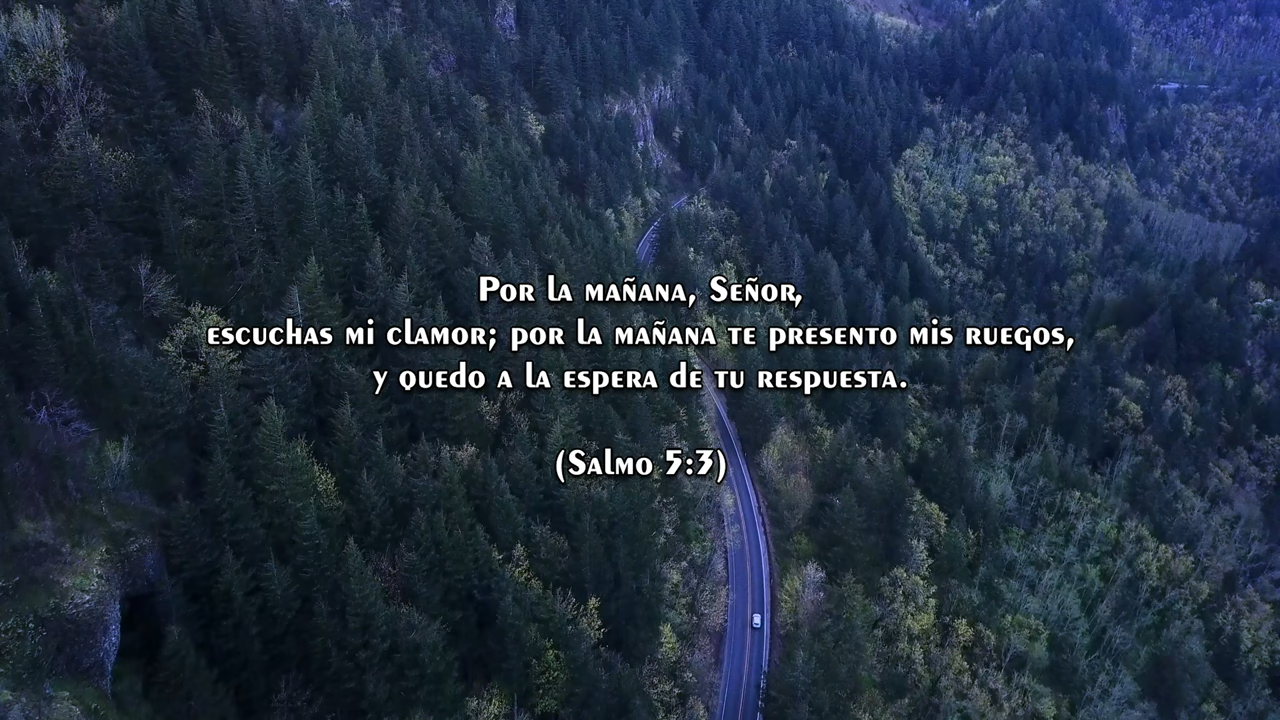 Por la mañana, Señor,
escuchas mi clamor; por la mañana te presento mis ruegos,
y quedo a la espera de tu respuesta.
(Salmo 5:3)